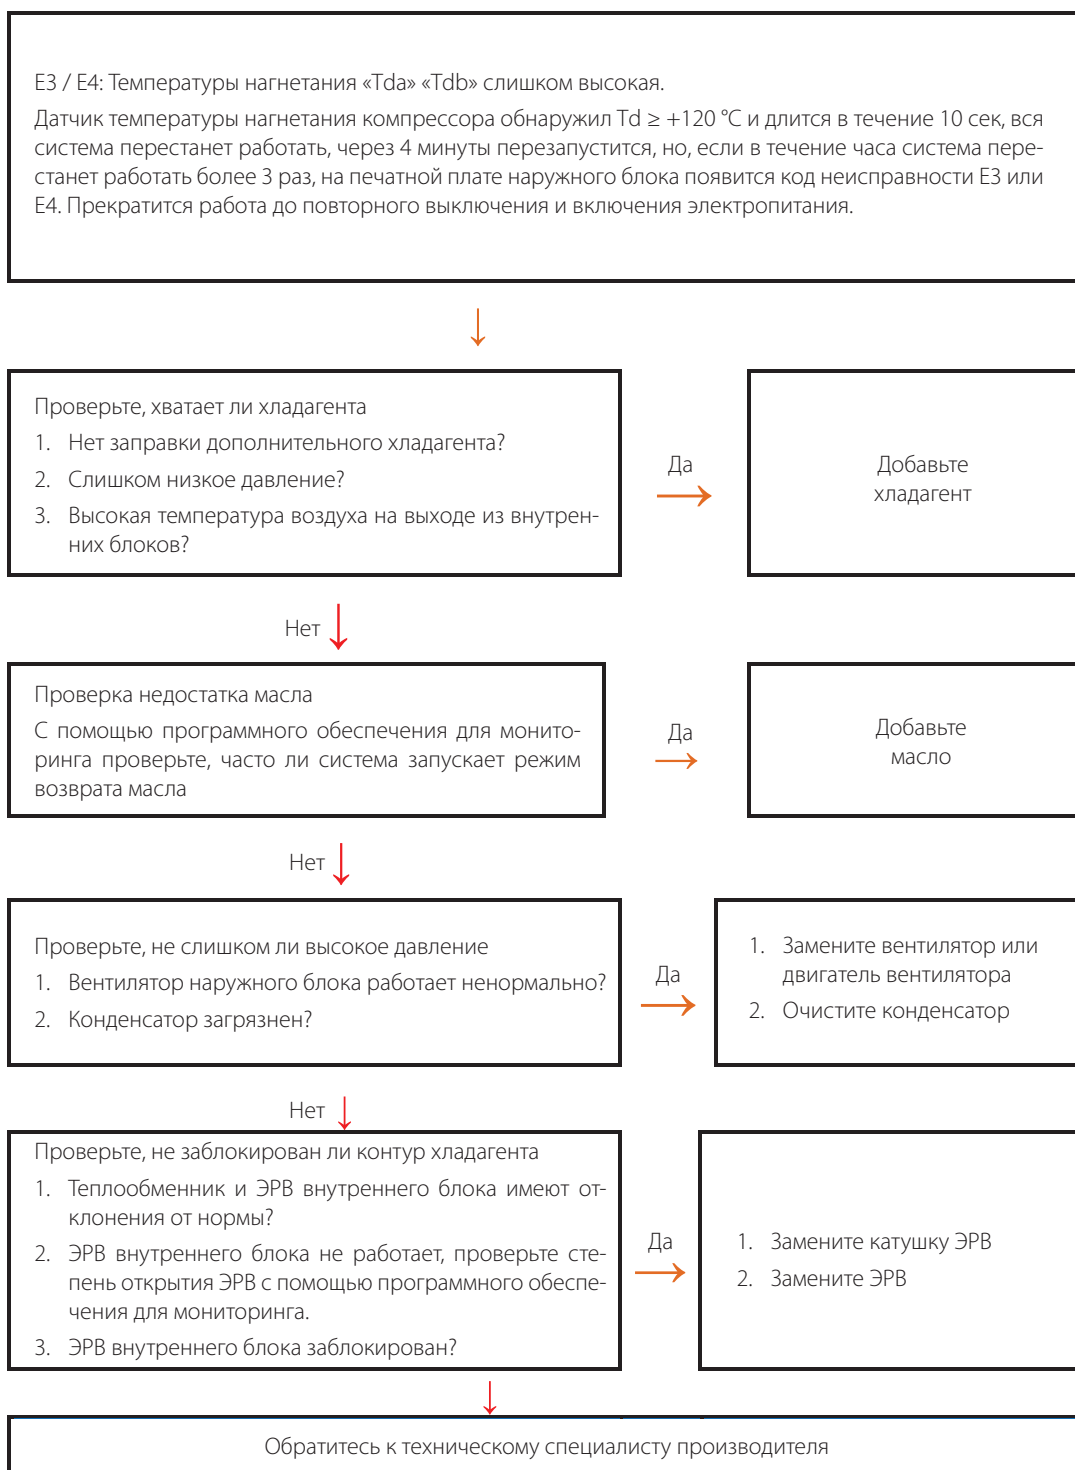 E3 / E4: Температуры нагнетания «Tda» «Tdb» слишком высокая.
Датчик температуры нагнетания компрессора обнаружил Td ≥ +120 °C и длится в течение 10 сек, вся
система перестанет работать, через 4 минуты перезапустится, но, если в течение часа система пере-
станет работать более 3 раз, на печатной плате наружного блока появится код неисправности E3 или
E4. Прекратится работа до повторного выключения и включения электропитания.
Проверьте, хватает ли хладагента
1. Нет заправки дополнительного хладагента?
2. Слишком низкое давление?
3. Высокая температура воздуха на выходе из внутрен-
них блоков?
Да
Добавьте
хладагент
Нет
Проверка недостатка масла
С помощью программного обеспечения для монито-
ринга проверьте, часто ли система запускает режим
возврата масла
Да
Добавьте
масло
Нет
Проверьте, не слишком ли высокое давление
1. Вентилятор наружного блока работает ненормально?
2. Конденсатор загрязнен?
Да
1. Замените вентилятор или
двигатель вентилятора
2. Очистите конденсатор
Нет
Проверьте, не заблокирован ли контур хладагента
1. Теплообменник и ЭРВ внутреннего блока имеют от-
клонения от нормы?
2. ЭРВ внутреннего блока не работает, проверьте сте-
пень открытия ЭРВ с помощью программного обеспе-
чения для мониторинга.
3. ЭРВ внутреннего блока заблокирован?
Да
1. Замените катушку ЭРВ
2. Замените ЭРВ
Обратитесь к техническому специалисту производителя